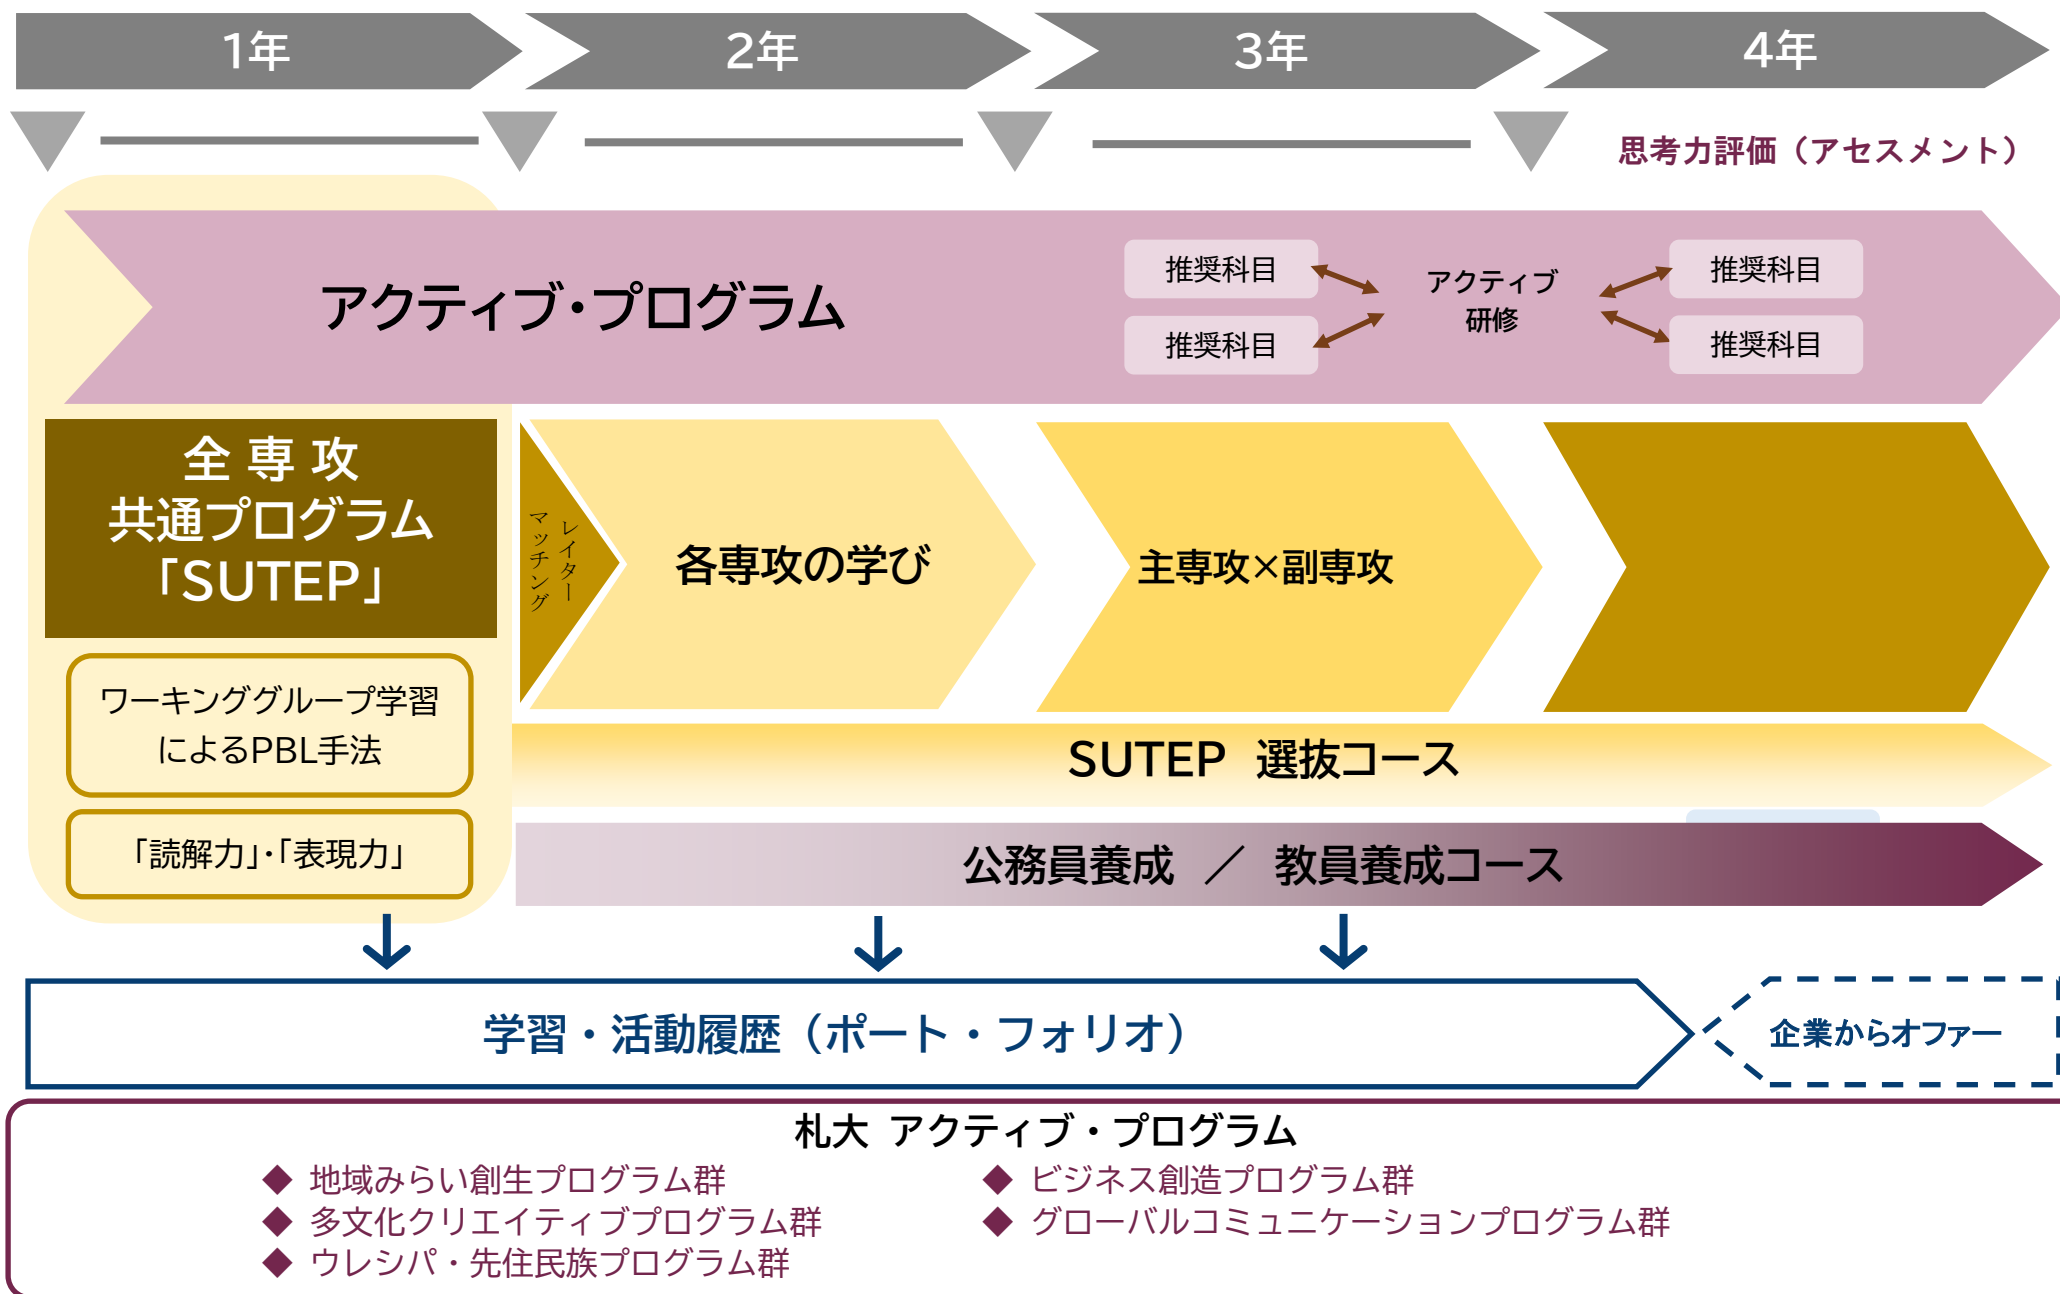 1年
2年
3年
4年
思考力評価（アセスメント）
アクティブ・プログラム
推奨科目
推奨科目
アクティブ
研修
推奨科目
推奨科目
全 専 攻
共通プログラム
「SUTEP」
レイター
マッチング
各専攻の学び
主専攻×副専攻
ワーキンググループ学習
によるPBL手法
「読解力」・「表現力」
SUTEP　選抜コース
公務員養成　／　教員養成コース
学習・活動履歴（ポート・フォリオ）
企業からオファー
札大 アクティブ・プログラム
◆ 地域みらい創生プログラム群
◆ 多文化クリエイティブプログラム群
◆ ウレシパ・先住民族プログラム群
◆ ビジネス創造プログラム群
◆ グローバルコミュニケーションプログラム群